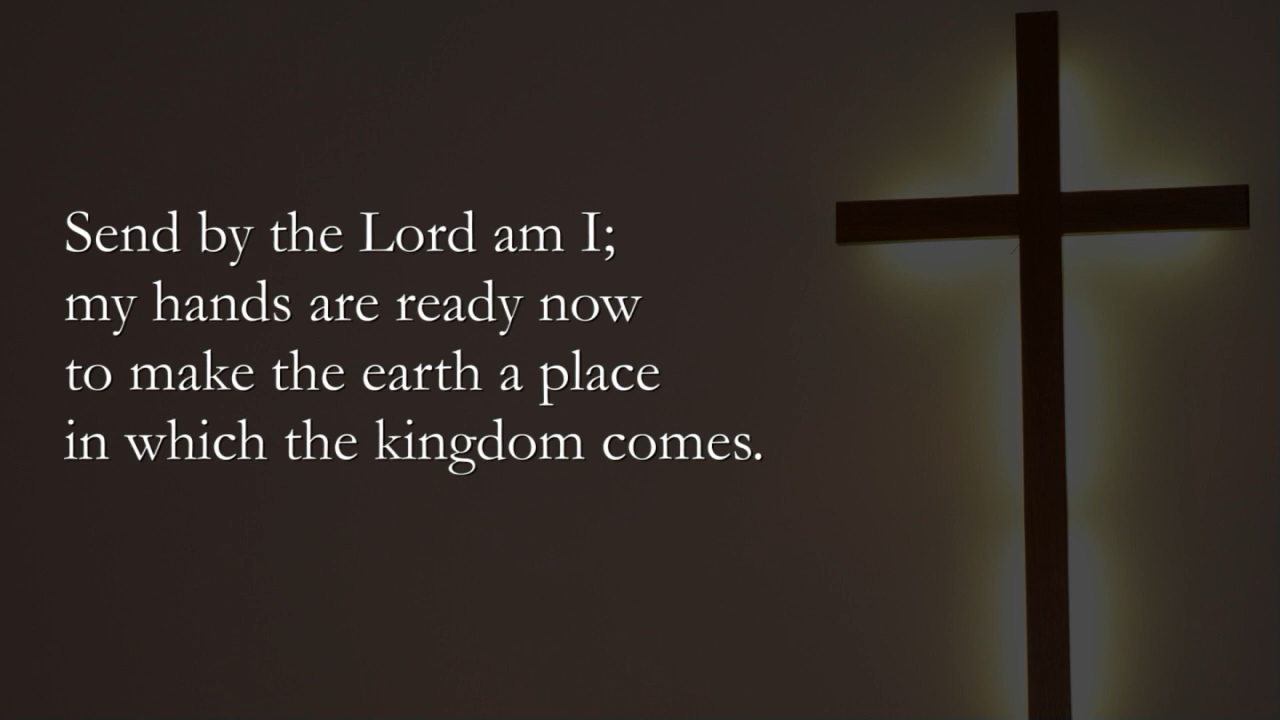 Send by the Lord am I;
my hands are ready now
to make the earth a place
in which the kingdom comes.